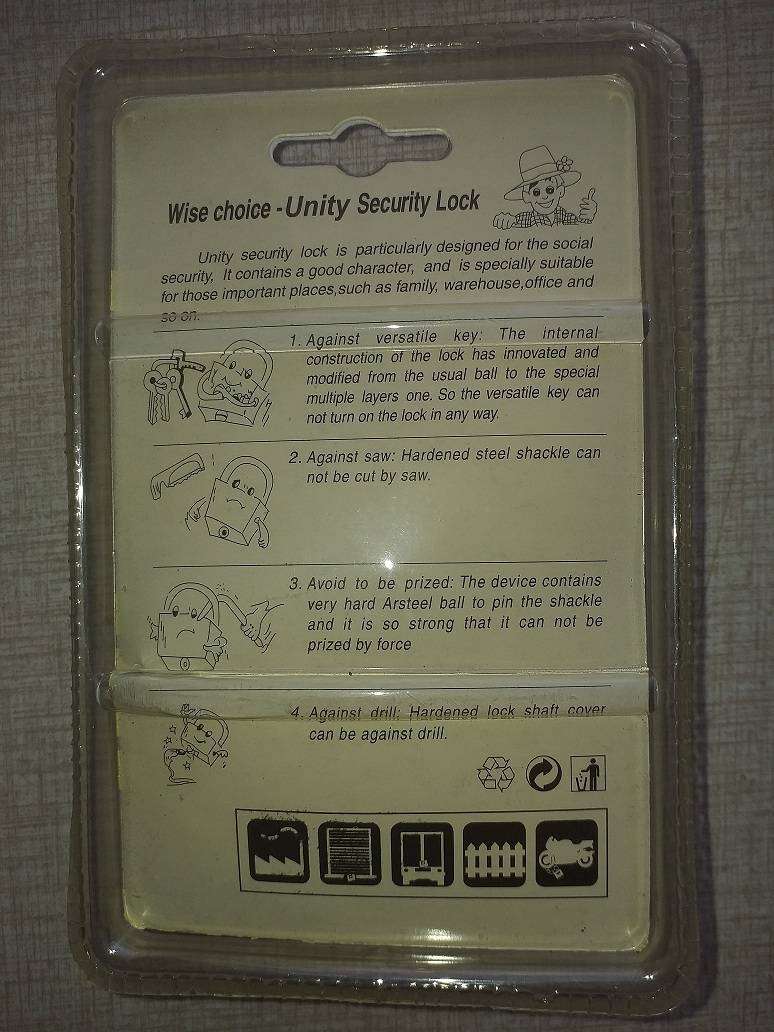 Wise choice - Unity Security Lock
Unity security lock is particularly designed for the social
security, It contains a good character, and is specially suitable
for those important places,such as family, warehouse,office and
so on.
1. Against versatile key: The internal
construction of the lock has innovated and
modified from the usual ball to the special
multiple layers one. So the versatile key can
not turn on the lock in any way.
2. Against saw: Hardened steel shackle can
not be cut by saw.
3. Avoid to be prized: The device contains
very hard Arsteel ball to pin the shackle
and it is so strong that it can not be
prized by force
4. Against drill: Hardened lock shaft cover
can be against drill.